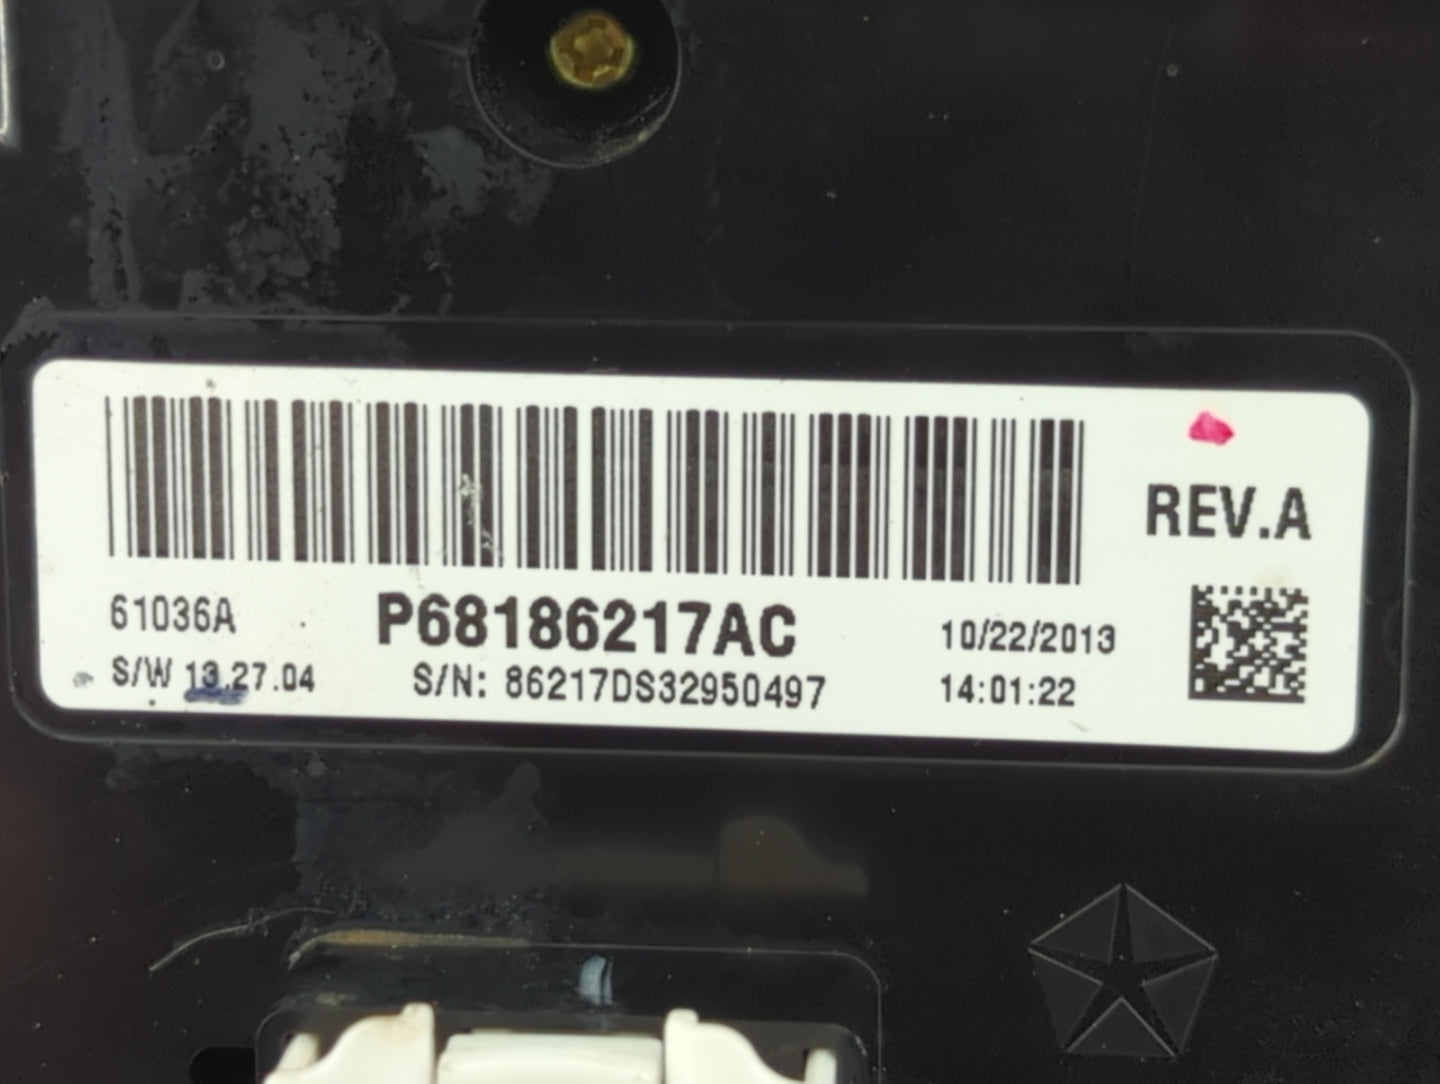 REV.A
61036A P68186217AC 10/22/2013
S/W 13.27.04 S/N: 86217DS32950497 14:01:22